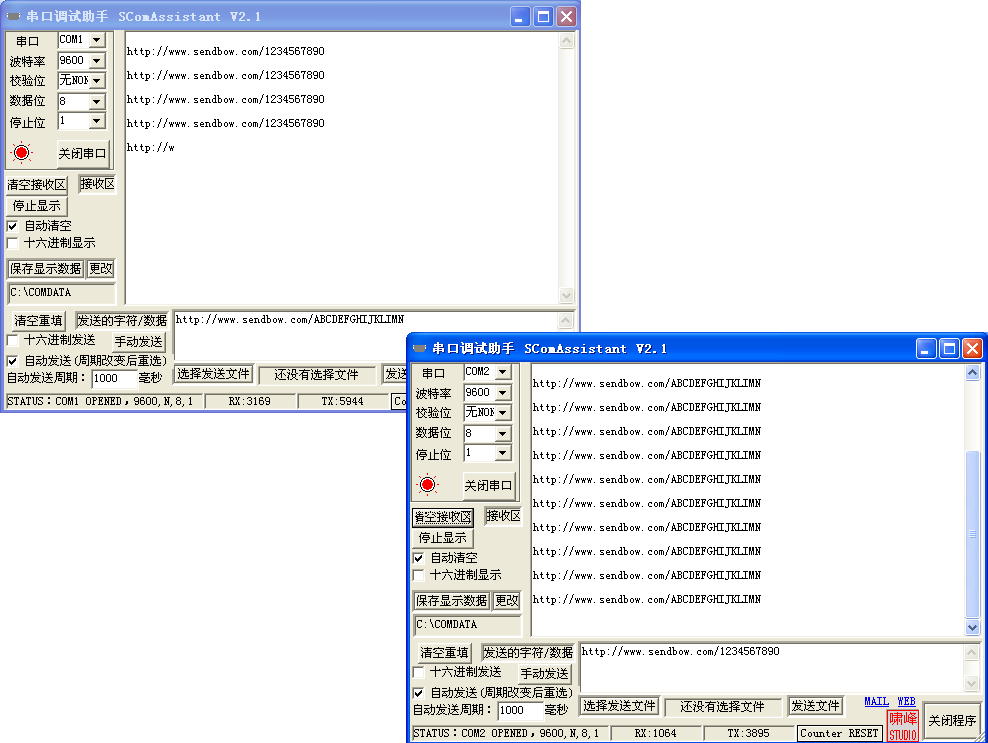 串口调试助手 SComAssistant V2.1
串口 COM1
波特率 9600
校验位 无NON
数据位 8
停止位 1
关闭串口
清空接收区 接收区
停止显示
自动清空
十六进制显示
保存显示数据 更改
C:\COMDATA
http://www.sendbow.com/1234567890
http://www.sendbow.com/1234567890
http://www.sendbow.com/1234567890
http://www.sendbow.com/1234567890
http://w
清空重填 发送的字符/数据
http://www.sendbow.com/ABCDEFGHIJKLIMN
十六进制发送 手动发送
自动发送(周期改变后重选)
自动发送周期: 1000 毫秒
选择发送文件 还没有选择文件 发送
STATUS:COM1 OPENED,9600,N,8,1 RX:3169 TX:5944 Co
串口调试助手 SComAssistant V2.1
串口 COM2
波特率 9600
校验位 无NON
数据位 8
停止位 1
关闭串口
清空接收区 接收区
停止显示
自动清空
十六进制显示
保存显示数据 更改
C:\COMDATA
http://www.sendbow.com/ABCDEFGHIJKLIMN
http://www.sendbow.com/ABCDEFGHIJKLIMN
http://www.sendbow.com/ABCDEFGHIJKLIMN
http://www.sendbow.com/ABCDEFGHIJKLIMN
http://www.sendbow.com/ABCDEFGHIJKLIMN
http://www.sendbow.com/ABCDEFGHIJKLIMN
http://www.sendbow.com/ABCDEFGHIJKLIMN
http://www.sendbow.com/ABCDEFGHIJKLIMN
http://www.sendbow.com/ABCDEFGHIJKLIMN
http://www.sendbow.com/ABCDEFGHIJKLIMN
清空重填 发送的字符/数据
http://www.sendbow.com/1234567890
十六进制发送 手动发送
自动发送(周期改变后重选)
自动发送周期: 1000 毫秒
选择发送文件 还没有选择文件 发送文件
MAIL WEB
啸峰
STUDIO
关闭程序
STATUS:COM2 OPENED,9600,N,8,1 RX:1064 TX:3895 Counter RESET